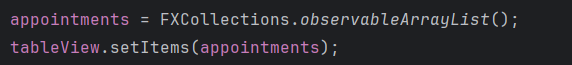 appointments = FXCollections.observableArrayList();
tableView.setItems(appointments);